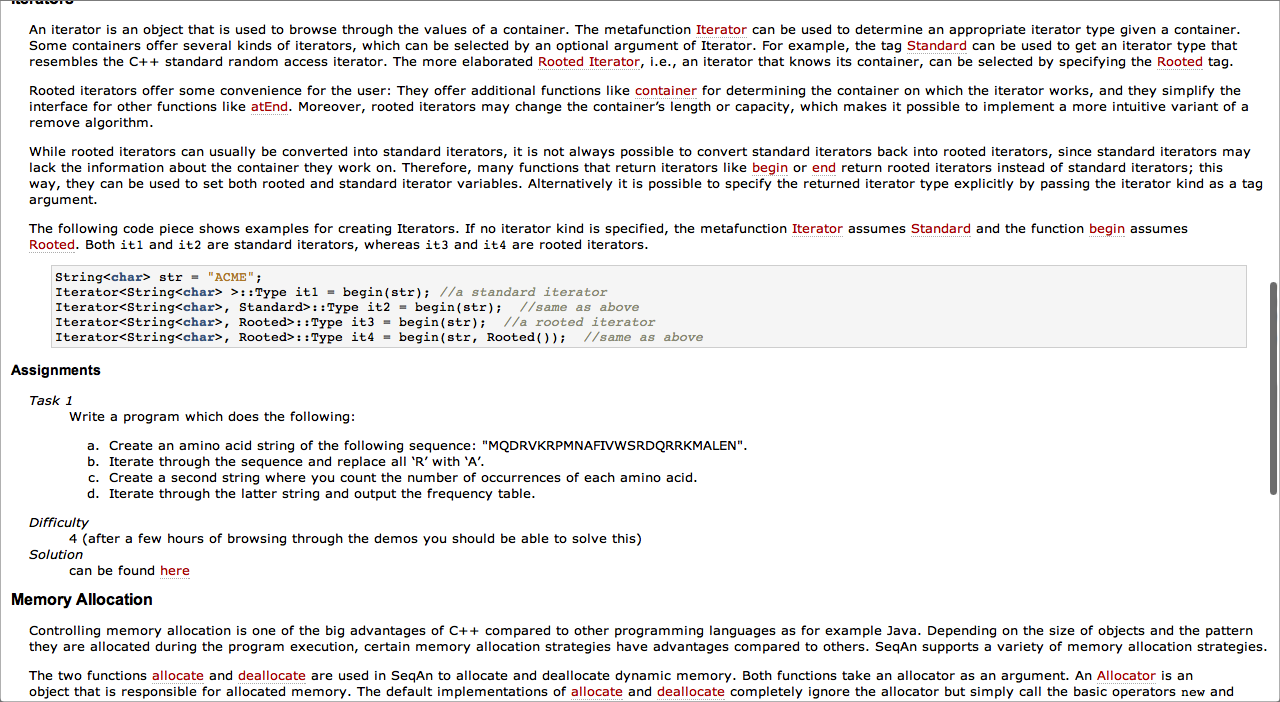 Iterators
An iterator is an object that is used to browse through the values of a container. The metafunction Iterator can be used to determine an appropriate iterator type given a container.
Some containers offer several kinds of iterators, which can be selected by an optional argument of Iterator. For example, the tag Standard can be used to get an iterator type that
resembles the C++ standard random access iterator. The more elaborated Rooted Iterator, i.e., an iterator that knows its container, can be selected by specifying the Rooted tag.
Rooted iterators offer some convenience for the user: They offer additional functions like container for determining the container on which the iterator works, and they simplify the
interface for other functions like atEnd. Moreover, rooted iterators may change the container’s length or capacity, which makes it possible to implement a more intuitive variant of a
remove algorithm.
While rooted iterators can usually be converted into standard iterators, it is not always possible to convert standard iterators back into rooted iterators, since standard iterators may
lack the information about the container they work on. Therefore, many functions that return iterators like begin or end return rooted iterators instead of standard iterators; this
way, they can be used to set both rooted and standard iterator variables. Alternatively it is possible to specify the returned iterator type explicitly by passing the iterator kind as a tag
argument.
The following code piece shows examples for creating Iterators. If no iterator kind is specified, the metafunction Iterator assumes Standard and the function begin assumes
Rooted. Both it1 and it2 are standard iterators, whereas it3 and it4 are rooted iterators.
String<char> str = "ACME";
Iterator<String<char> >::Type it1 = begin(str); //a standard iterator
Iterator<String<char>, Standard>::Type it2 = begin(str);  //same as above
Iterator<String<char>, Rooted>::Type it3 = begin(str);  //a rooted iterator
Iterator<String<char>, Rooted>::Type it4 = begin(str, Rooted());  //same as above
Assignments
Task 1
Write a program which does the following:
a. Create an amino acid string of the following sequence: "MQDRVKRPMNAFIVWSRDQRRKMALEN".
b. Iterate through the sequence and replace all ‘R’ with ‘A’.
c. Create a second string where you count the number of occurrences of each amino acid.
d. Iterate through the latter string and output the frequency table.
Difficulty
4 (after a few hours of browsing through the demos you should be able to solve this)
Solution
can be found here
Memory Allocation
Controlling memory allocation is one of the big advantages of C++ compared to other programming languages as for example Java. Depending on the size of objects and the pattern
they are allocated during the program execution, certain memory allocation strategies have advantages compared to others. SeqAn supports a variety of memory allocation strategies.
The two functions allocate and deallocate are used in SeqAn to allocate and deallocate dynamic memory. Both functions take an allocator as an argument. An Allocator is an
object that is responsible for allocated memory. The default implementations of allocate and deallocate completely ignore the allocator but simply call the basic operators new and